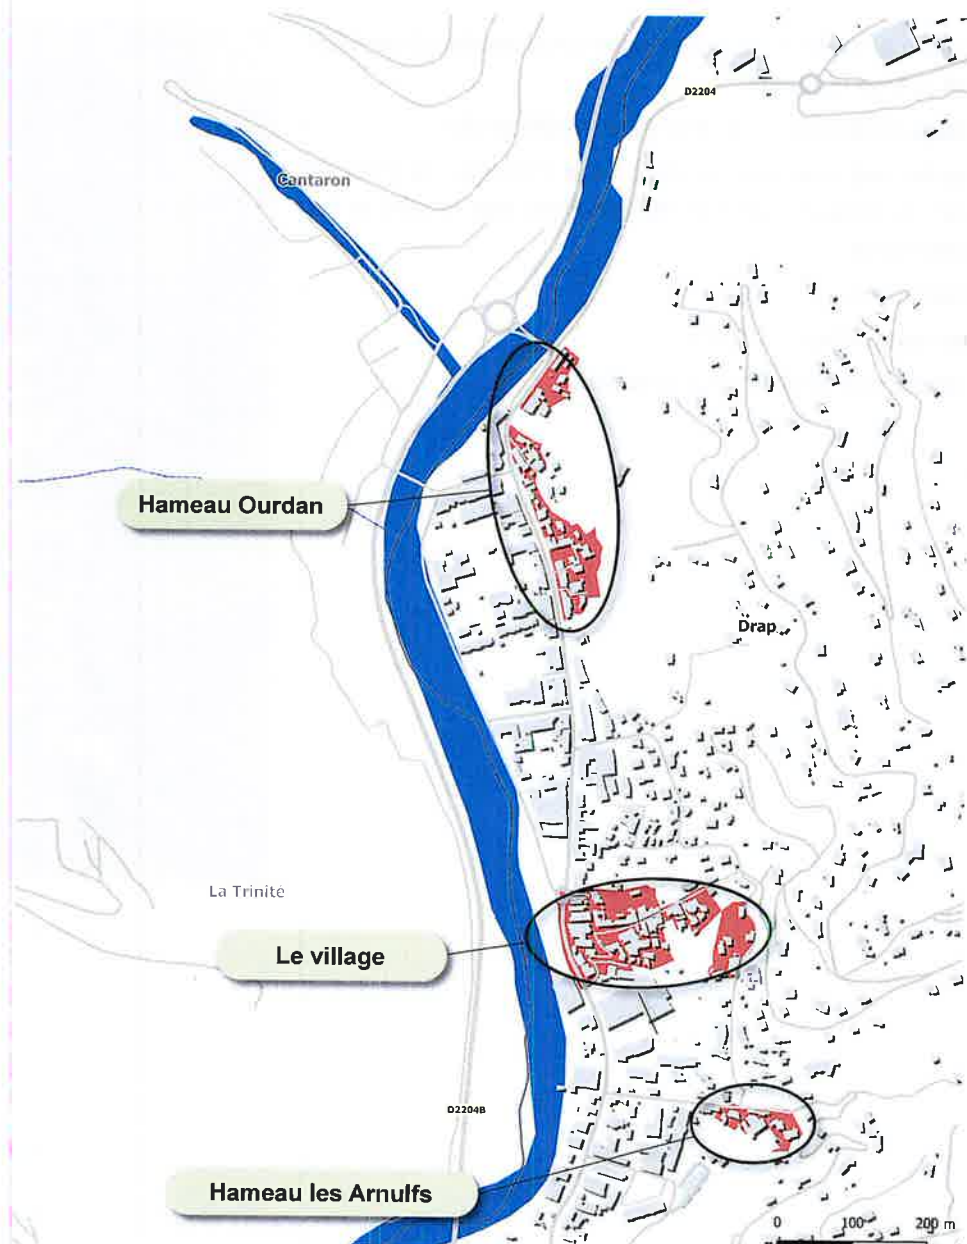 D2204
Cantaron
Hameau Ourdan
Drap
La Trinité
Le village
D2204B
Hameau les Arnulfs
0 100 200 m